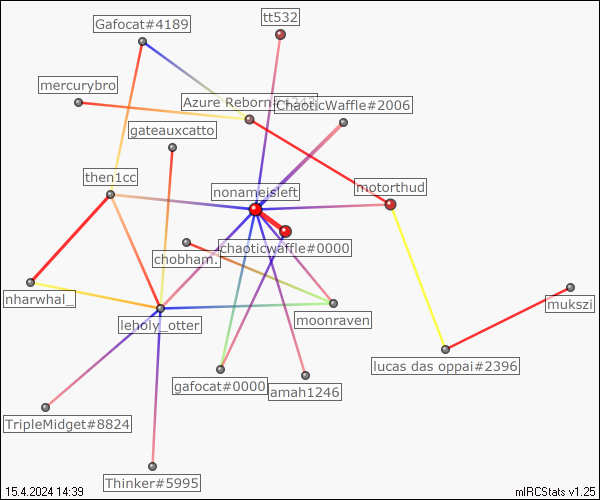 tt532
Gafocat#4189
mercurybro
Azure Reborn#
ChaoticWaffle#2006
gateauxcatto
then1cc
nonameisleft
motorthud
chobham.
chaoticwaffle#0000
mukszi
nharwhal_
leholy_otter
moonraven
lucas das oppai#2396
gafocat#0000
amah1246
TripleMidget#8824
Thinker#5995
15.4.2024 14:39
mIRCStats v1.25